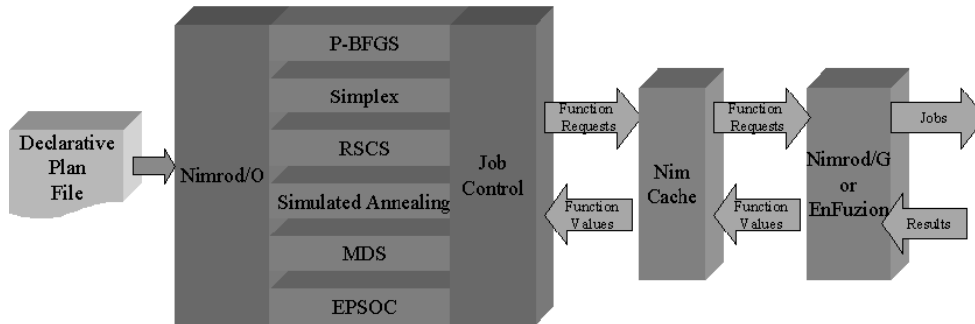 Declarative
Plan
File
Nimrod/O
P-BFGS
Simplex
RSCS
Simulated Annealing
MDS
EPSOC
Job
Control
Function
Requests
Function
Values
Nim
Cache
Function
Requests
Function
Values
Nimrod/G
or
EnFuzion
Jobs
Results